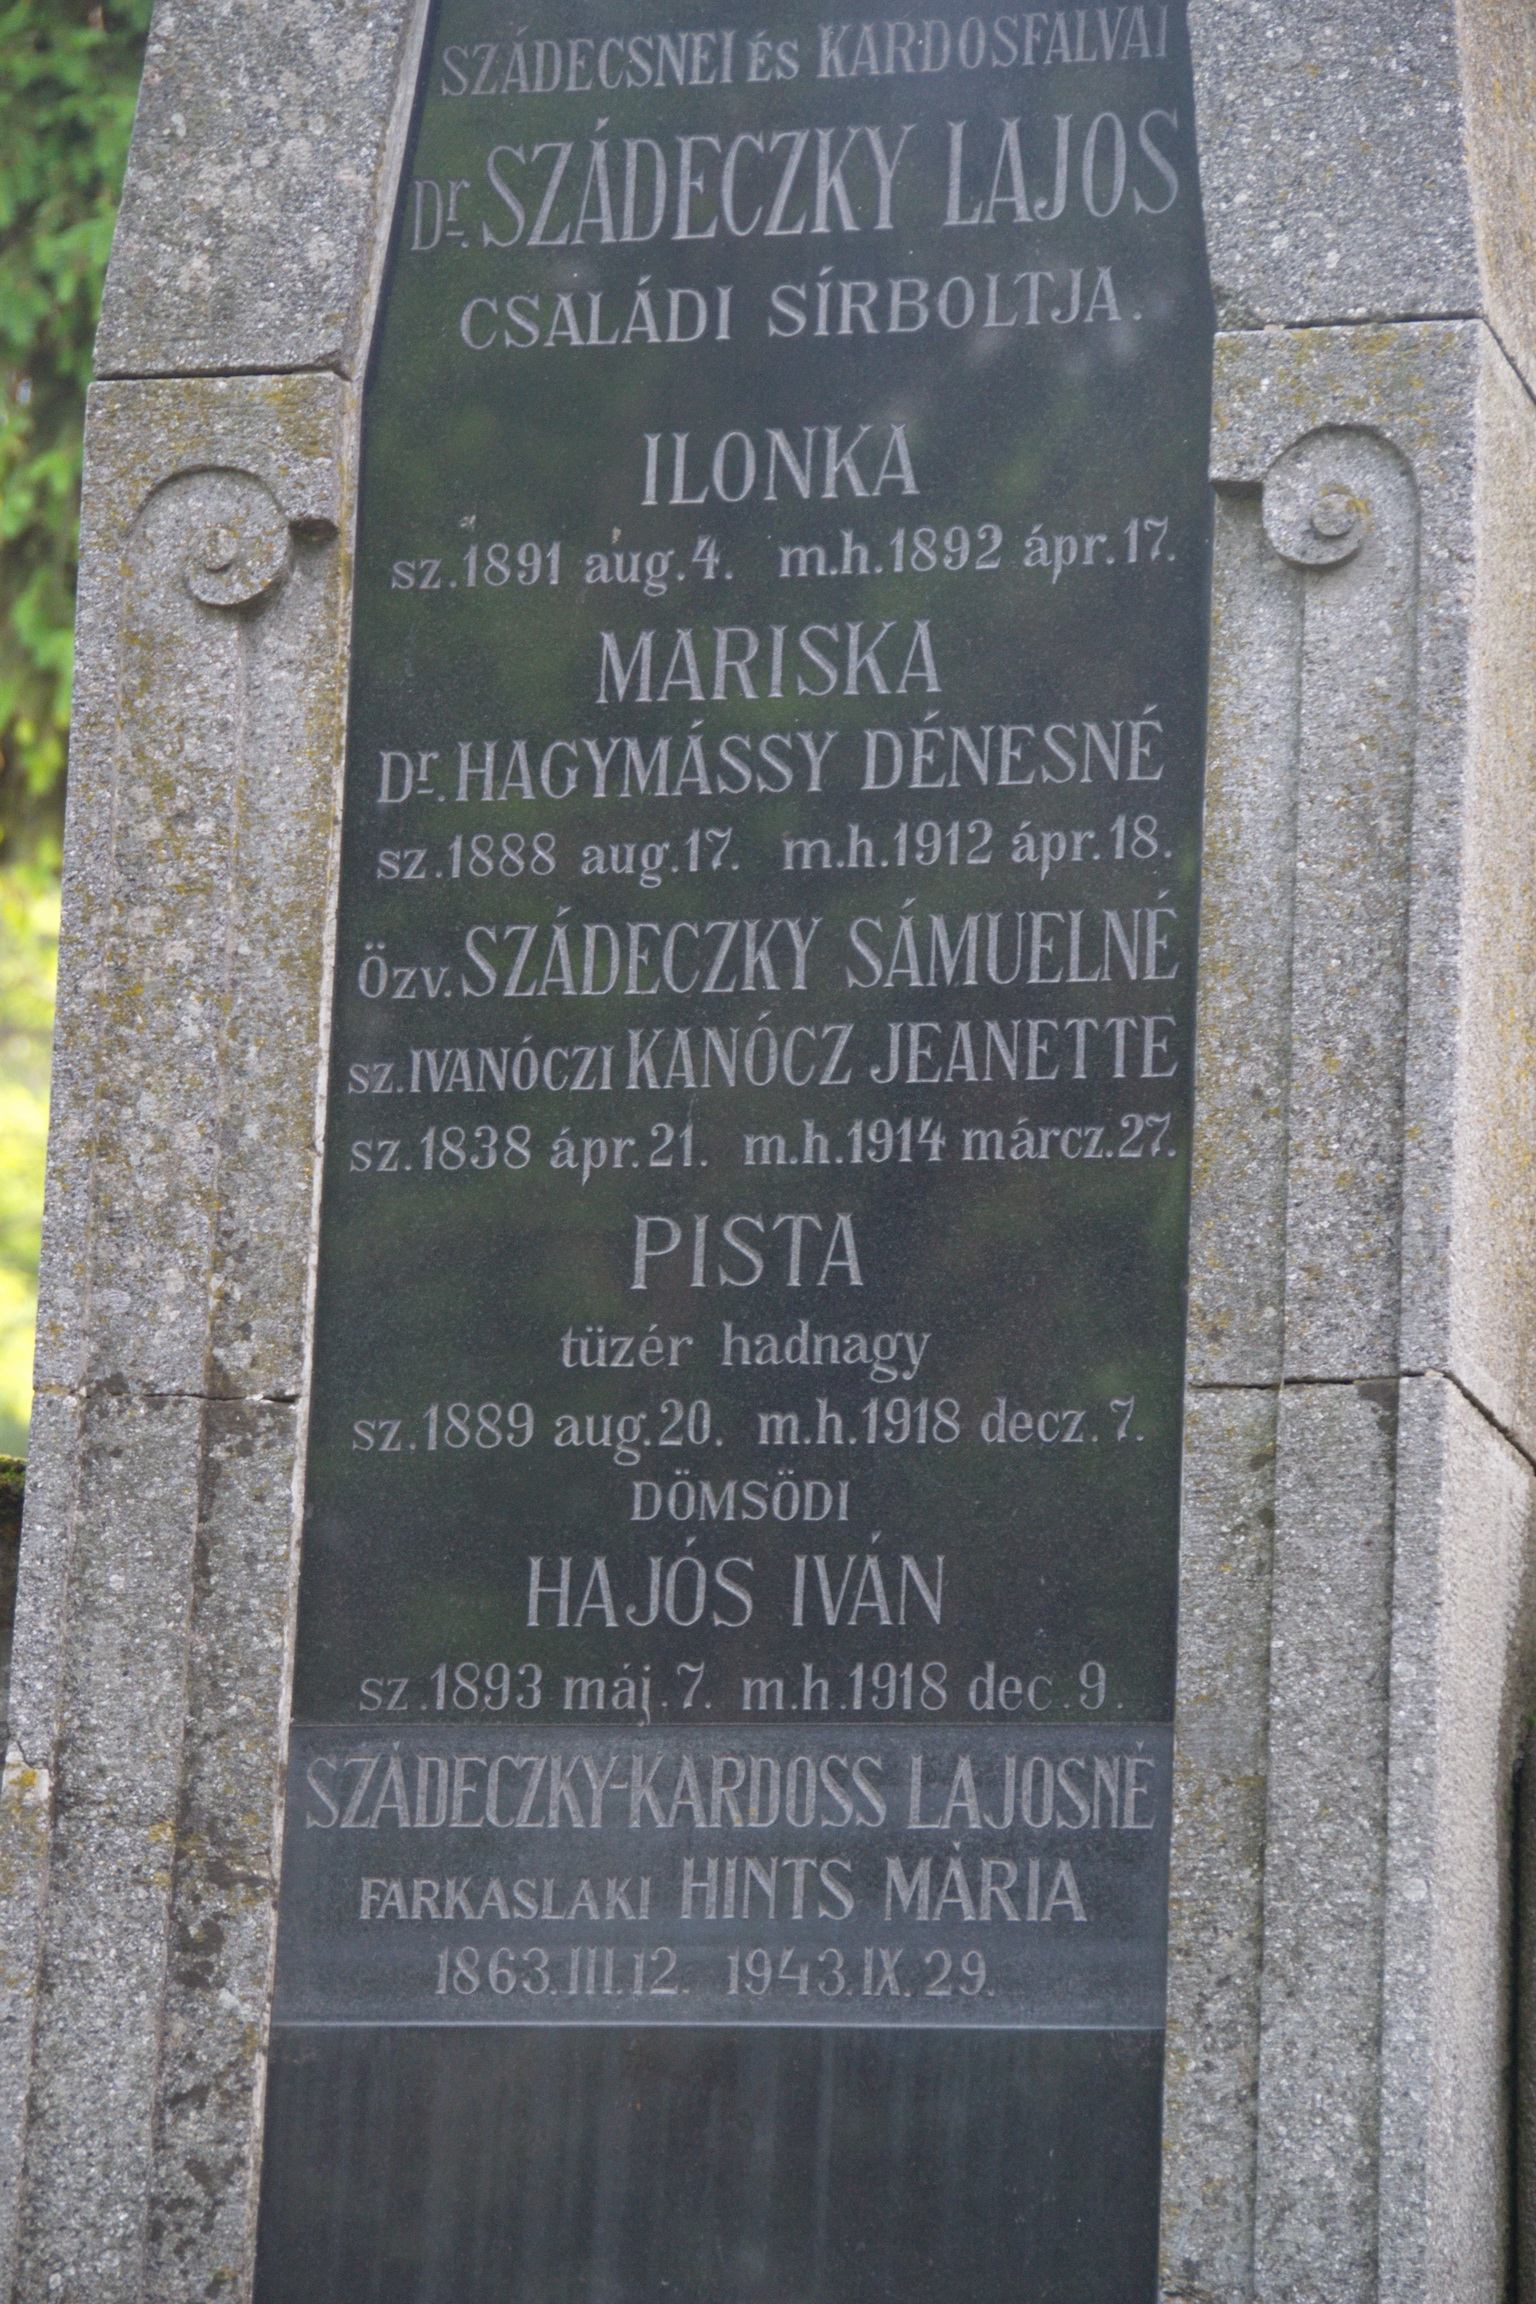 SZÁDECSNEI és KARDOSFALVAI
Dr. SZÁDECZKY LAJOS
CSALÁDI SÍRBOLTJA.
ILONKA
sz. 1891 aug. 4. m.h. 1892 ápr. 17.
MARISKA
Dr. HAGYMÁSSY DÉNESNÉ
sz. 1888 aug. 17. m.h. 1912 ápr. 18.
Özv. SZÁDECZKY SÁMUELNÉ
sz. IVANÓCZI KANÓCZ JEANETTE
sz. 1838 ápr. 21. m.h. 1914 márcz. 27.
PISTA
tüzér hadnagy
sz. 1889 aug. 20. m.h. 1918 decz. 7.
DÖMSÖDI
HAJÓS IVÁN
sz. 1893 máj. 7. m.h. 1918 dec. 9.
SZÁDECZKY-KARDOSS LAJOSNÉ
FARKASLAKI HINTS MÁRIA
1863. III. 12. 1943. IX. 29.